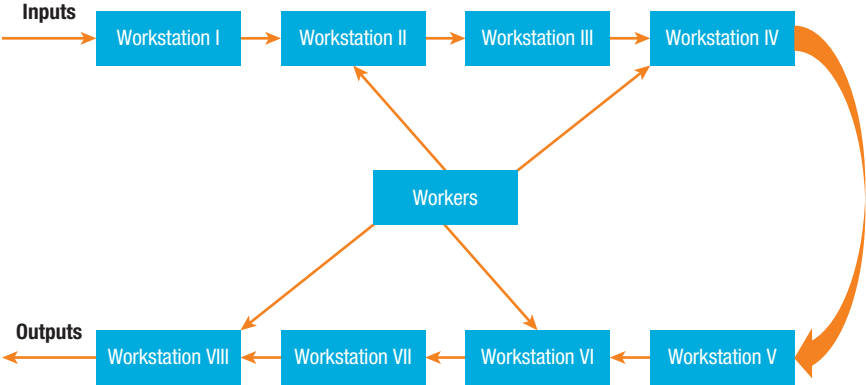 Inputs
Workstation I
Workstation II
Workstation III
Workstation IV
Workers
Outputs
Workstation VIII
Workstation VII
Workstation VI
Workstation V